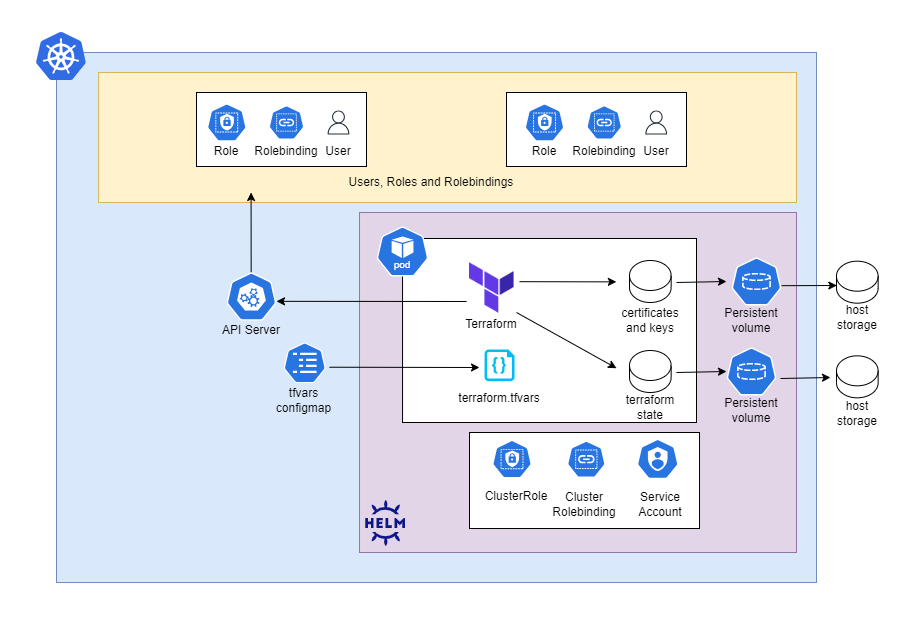 Role
Rolebinding
User
Role
Rolebinding
User
Users, Roles and Rolebindings
pod
Terraform
certificates
and keys
Persistent
volume
host
storage
API Server
tfvars
configmap
terraform.tfvars
terraform
state
Persistent
volume
host
storage
ClusterRole
Cluster
Rolebinding
Service
Account
HELM